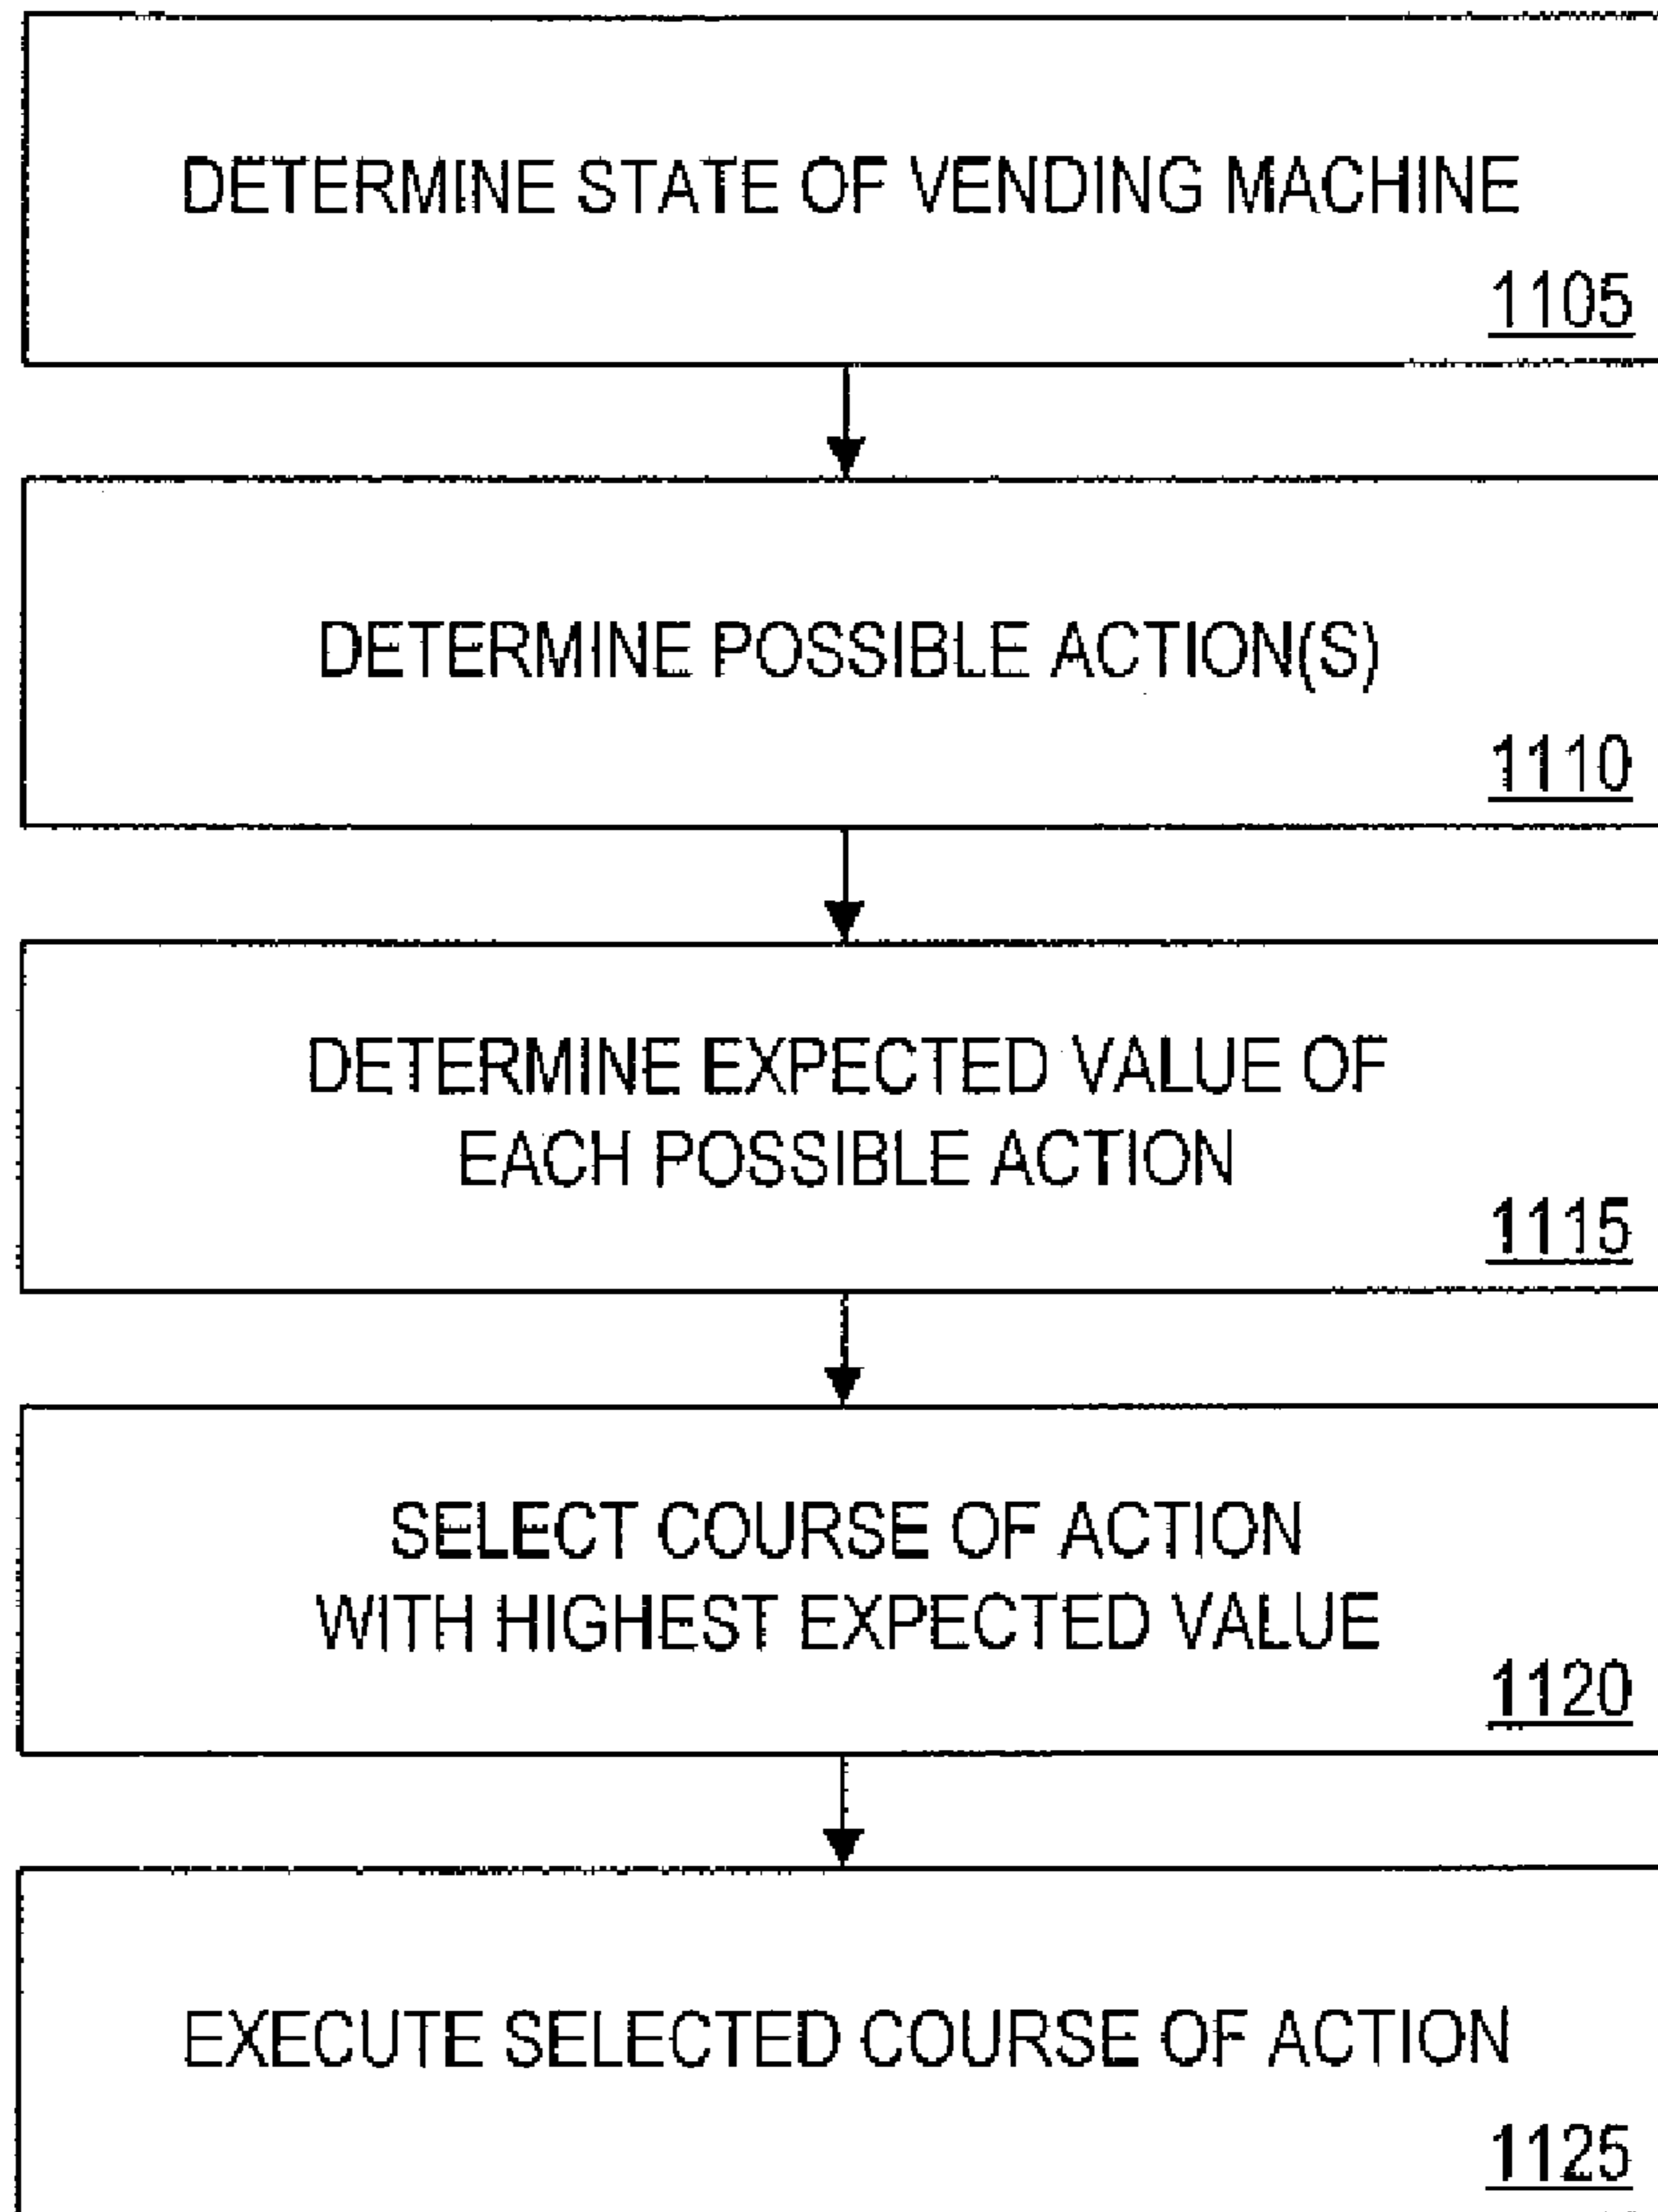 DETERMINE STATE OF VENDING MACHINE
1105
DETERMINE POSSIBLE ACTION(S)
1110
DETERMINE EXPECTED VALUE OF
EACH POSSIBLE ACTION
1115
SELECT COURSE OF ACTION
WITH HIGHEST EXPECTED VALUE
1120
EXECUTE SELECTED COURSE OF ACTION
1125